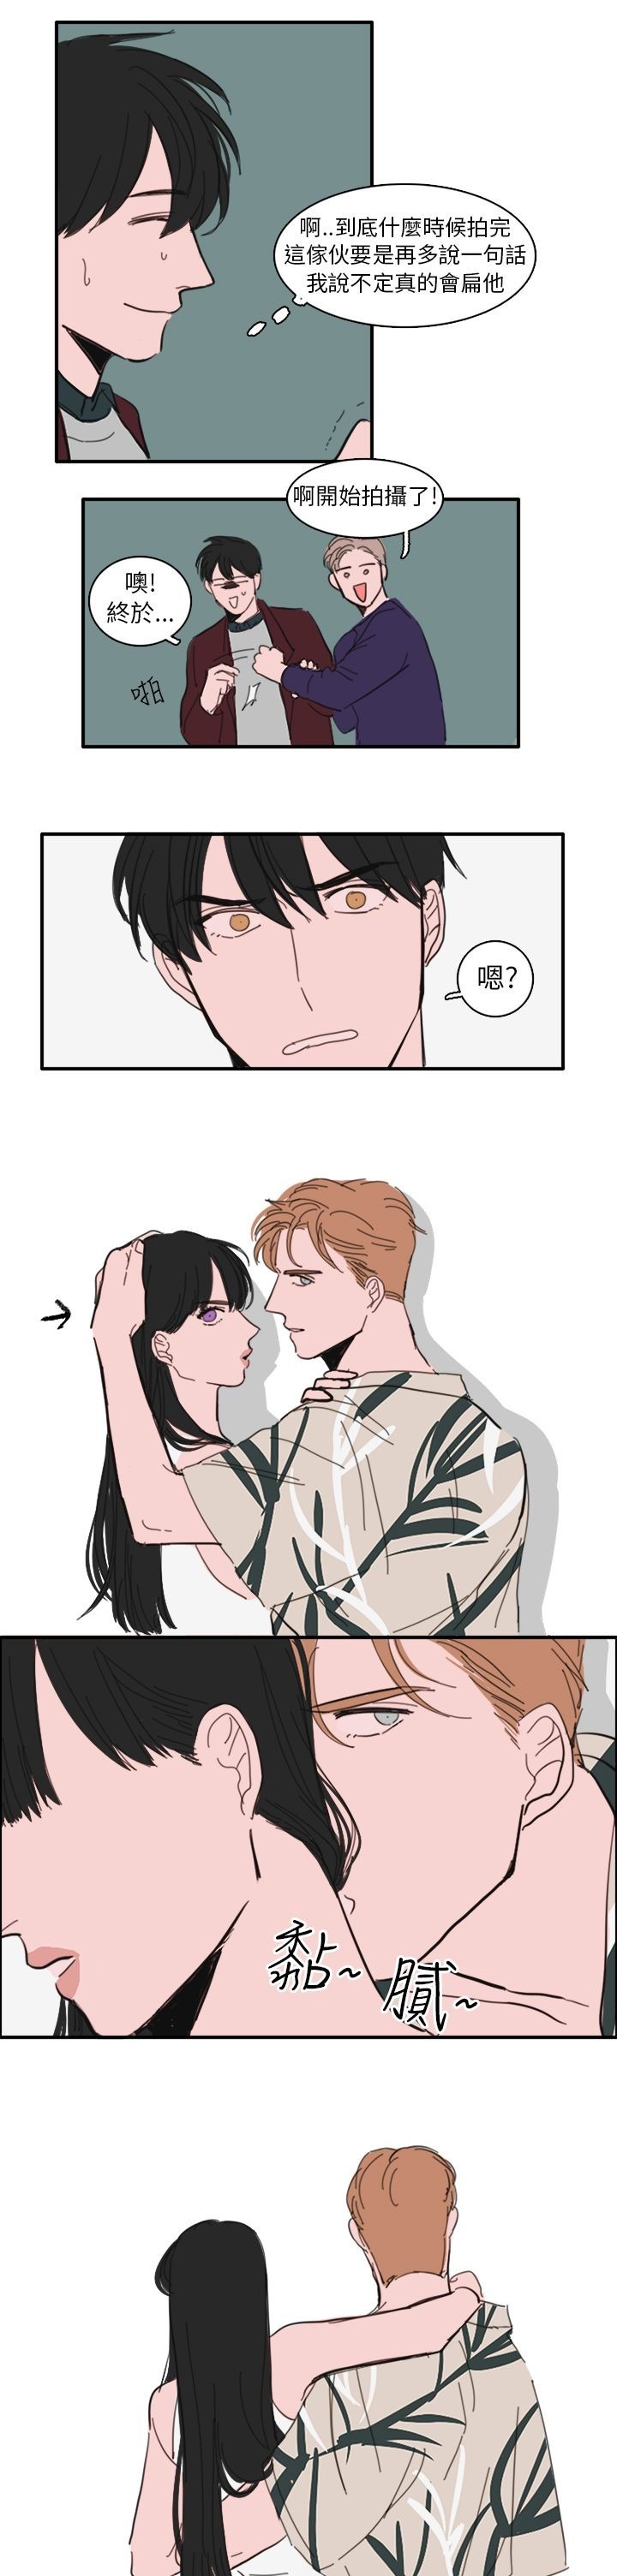 啊..到底什麼時候拍完
這傢伙要是再多說一句話
我說不定真的會扁他
啊開始拍攝了!
噢!
終於...
啪
嗯?
黏~膩~